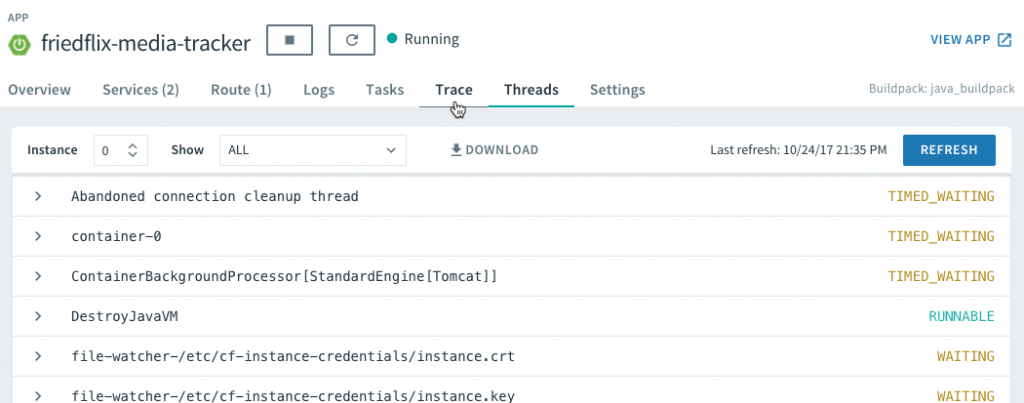 APP
friedflix-media-tracker Running VIEW APP
Overview Services (2) Route (1) Logs Tasks Trace Threads Settings Buildpack: java_buildpack
Instance 0 Show ALL DOWNLOAD Last refresh: 10/24/17 21:35 PM REFRESH
Abandoned connection cleanup thread TIMED_WAITING
container-0 TIMED_WAITING
ContainerBackgroundProcessor[StandardEngine[Tomcat]] TIMED_WAITING
DestroyJavaVM RUNNABLE
file-watcher-/etc/cf-instance-credentials/instance.crt WAITING
file-watcher-/etc/cf-instance-credentials/instance.key WAITING